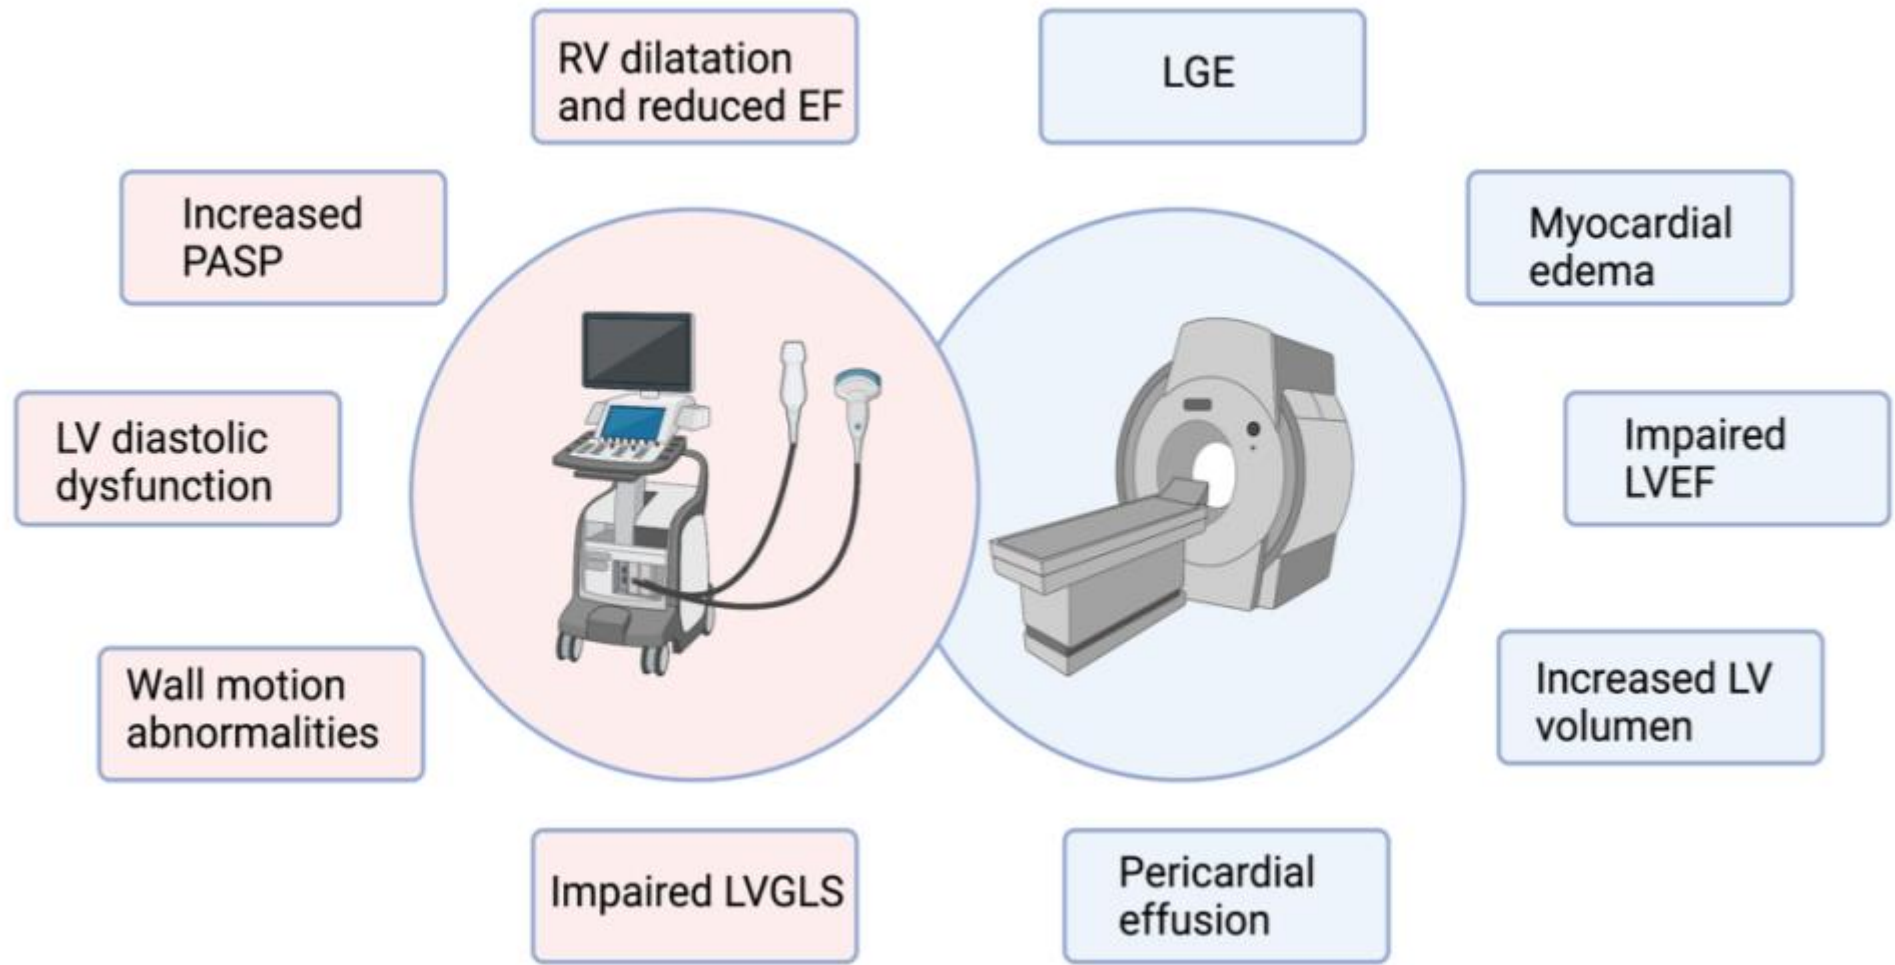 RV dilatation
and reduced EF
LGE
Increased
PASP
Myocardial
edema
LV diastolic
dysfunction
Impaired
LVEF
Wall motion
abnormalities
Increased LV
volumen
Impaired LVGLS
Pericardial
effusion